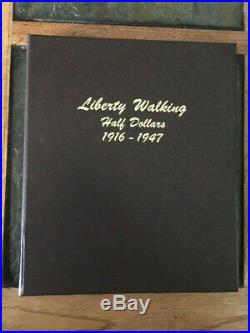 Liberty Walking
Half Dollars
1916 - 1947